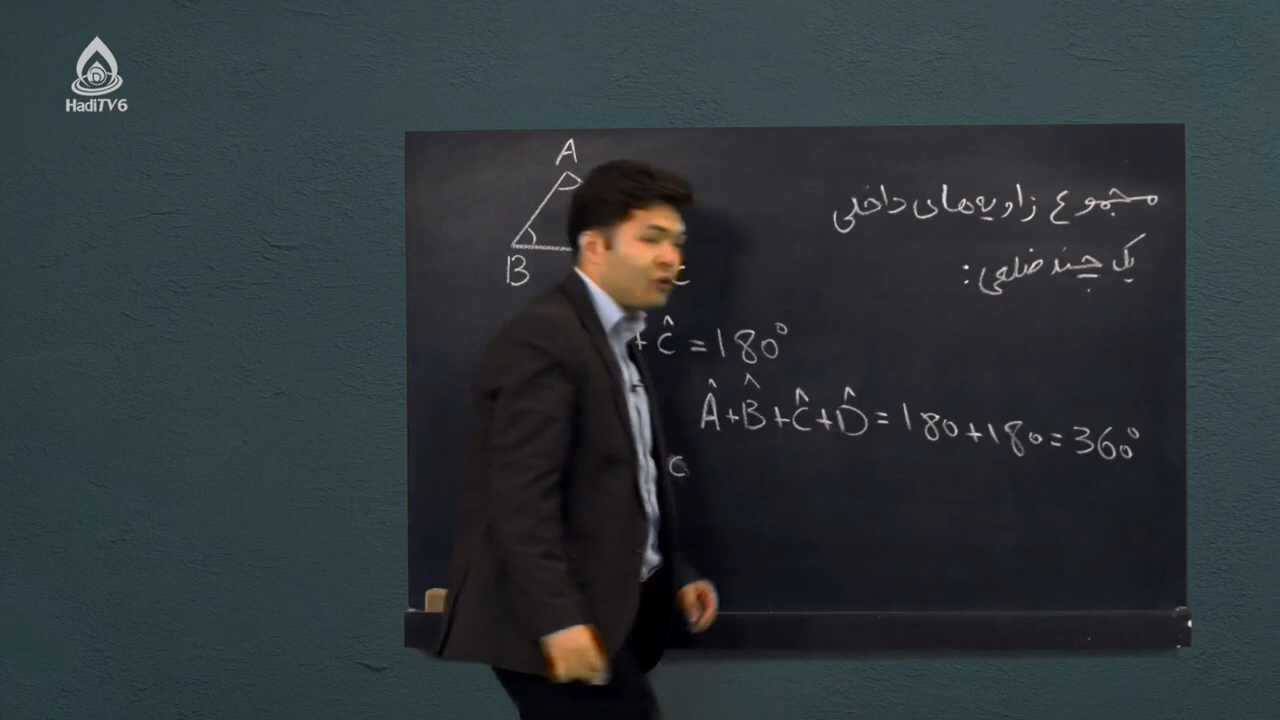 HadiTV6
مجموع زاویه‌های داخلی
یک چند ضلعی:
A
B
C
+ Ĉ = 180°
Â+B̂+Ĉ+D̂ = 180+180 = 360°
C